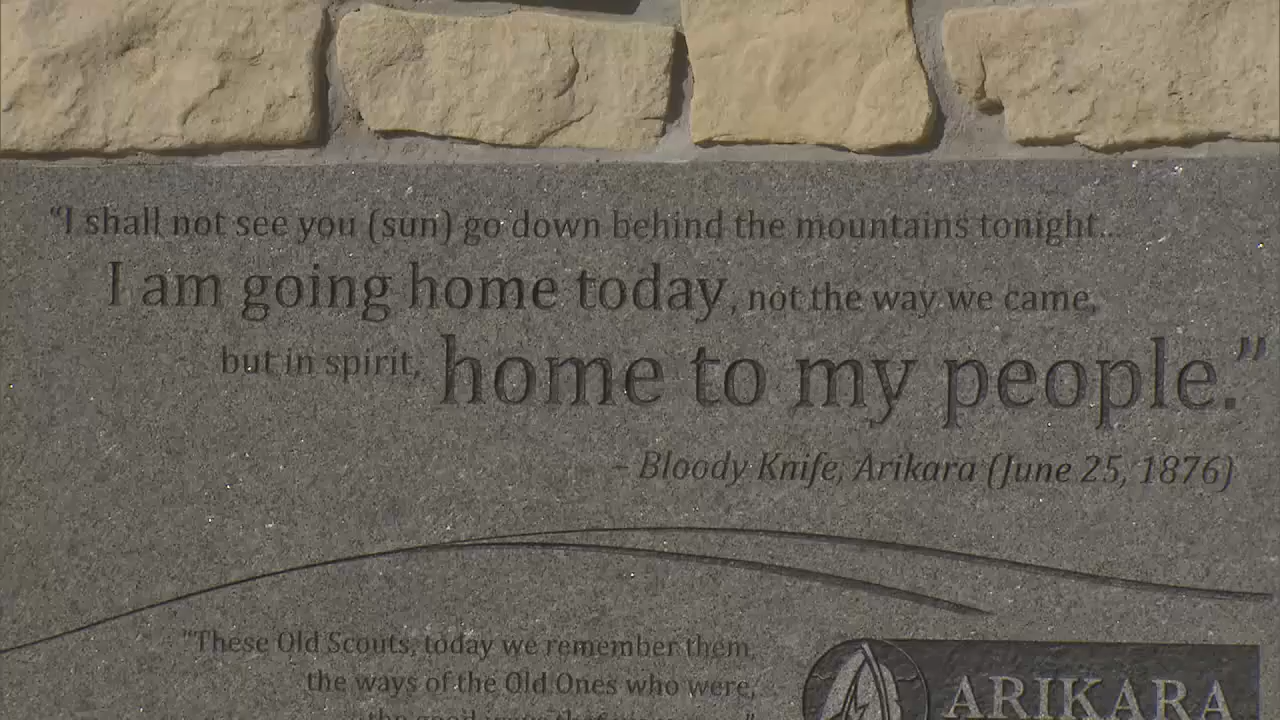 “I shall not see you (sun) go down behind the mountains tonight...
I am going home today, not the way we came,
but in spirit, home to my people.”
– Bloody Knife, Arikara (June 25, 1876)
“These Old Scouts, today we remember them,
the ways of the Old Ones who were,
ARIKARA